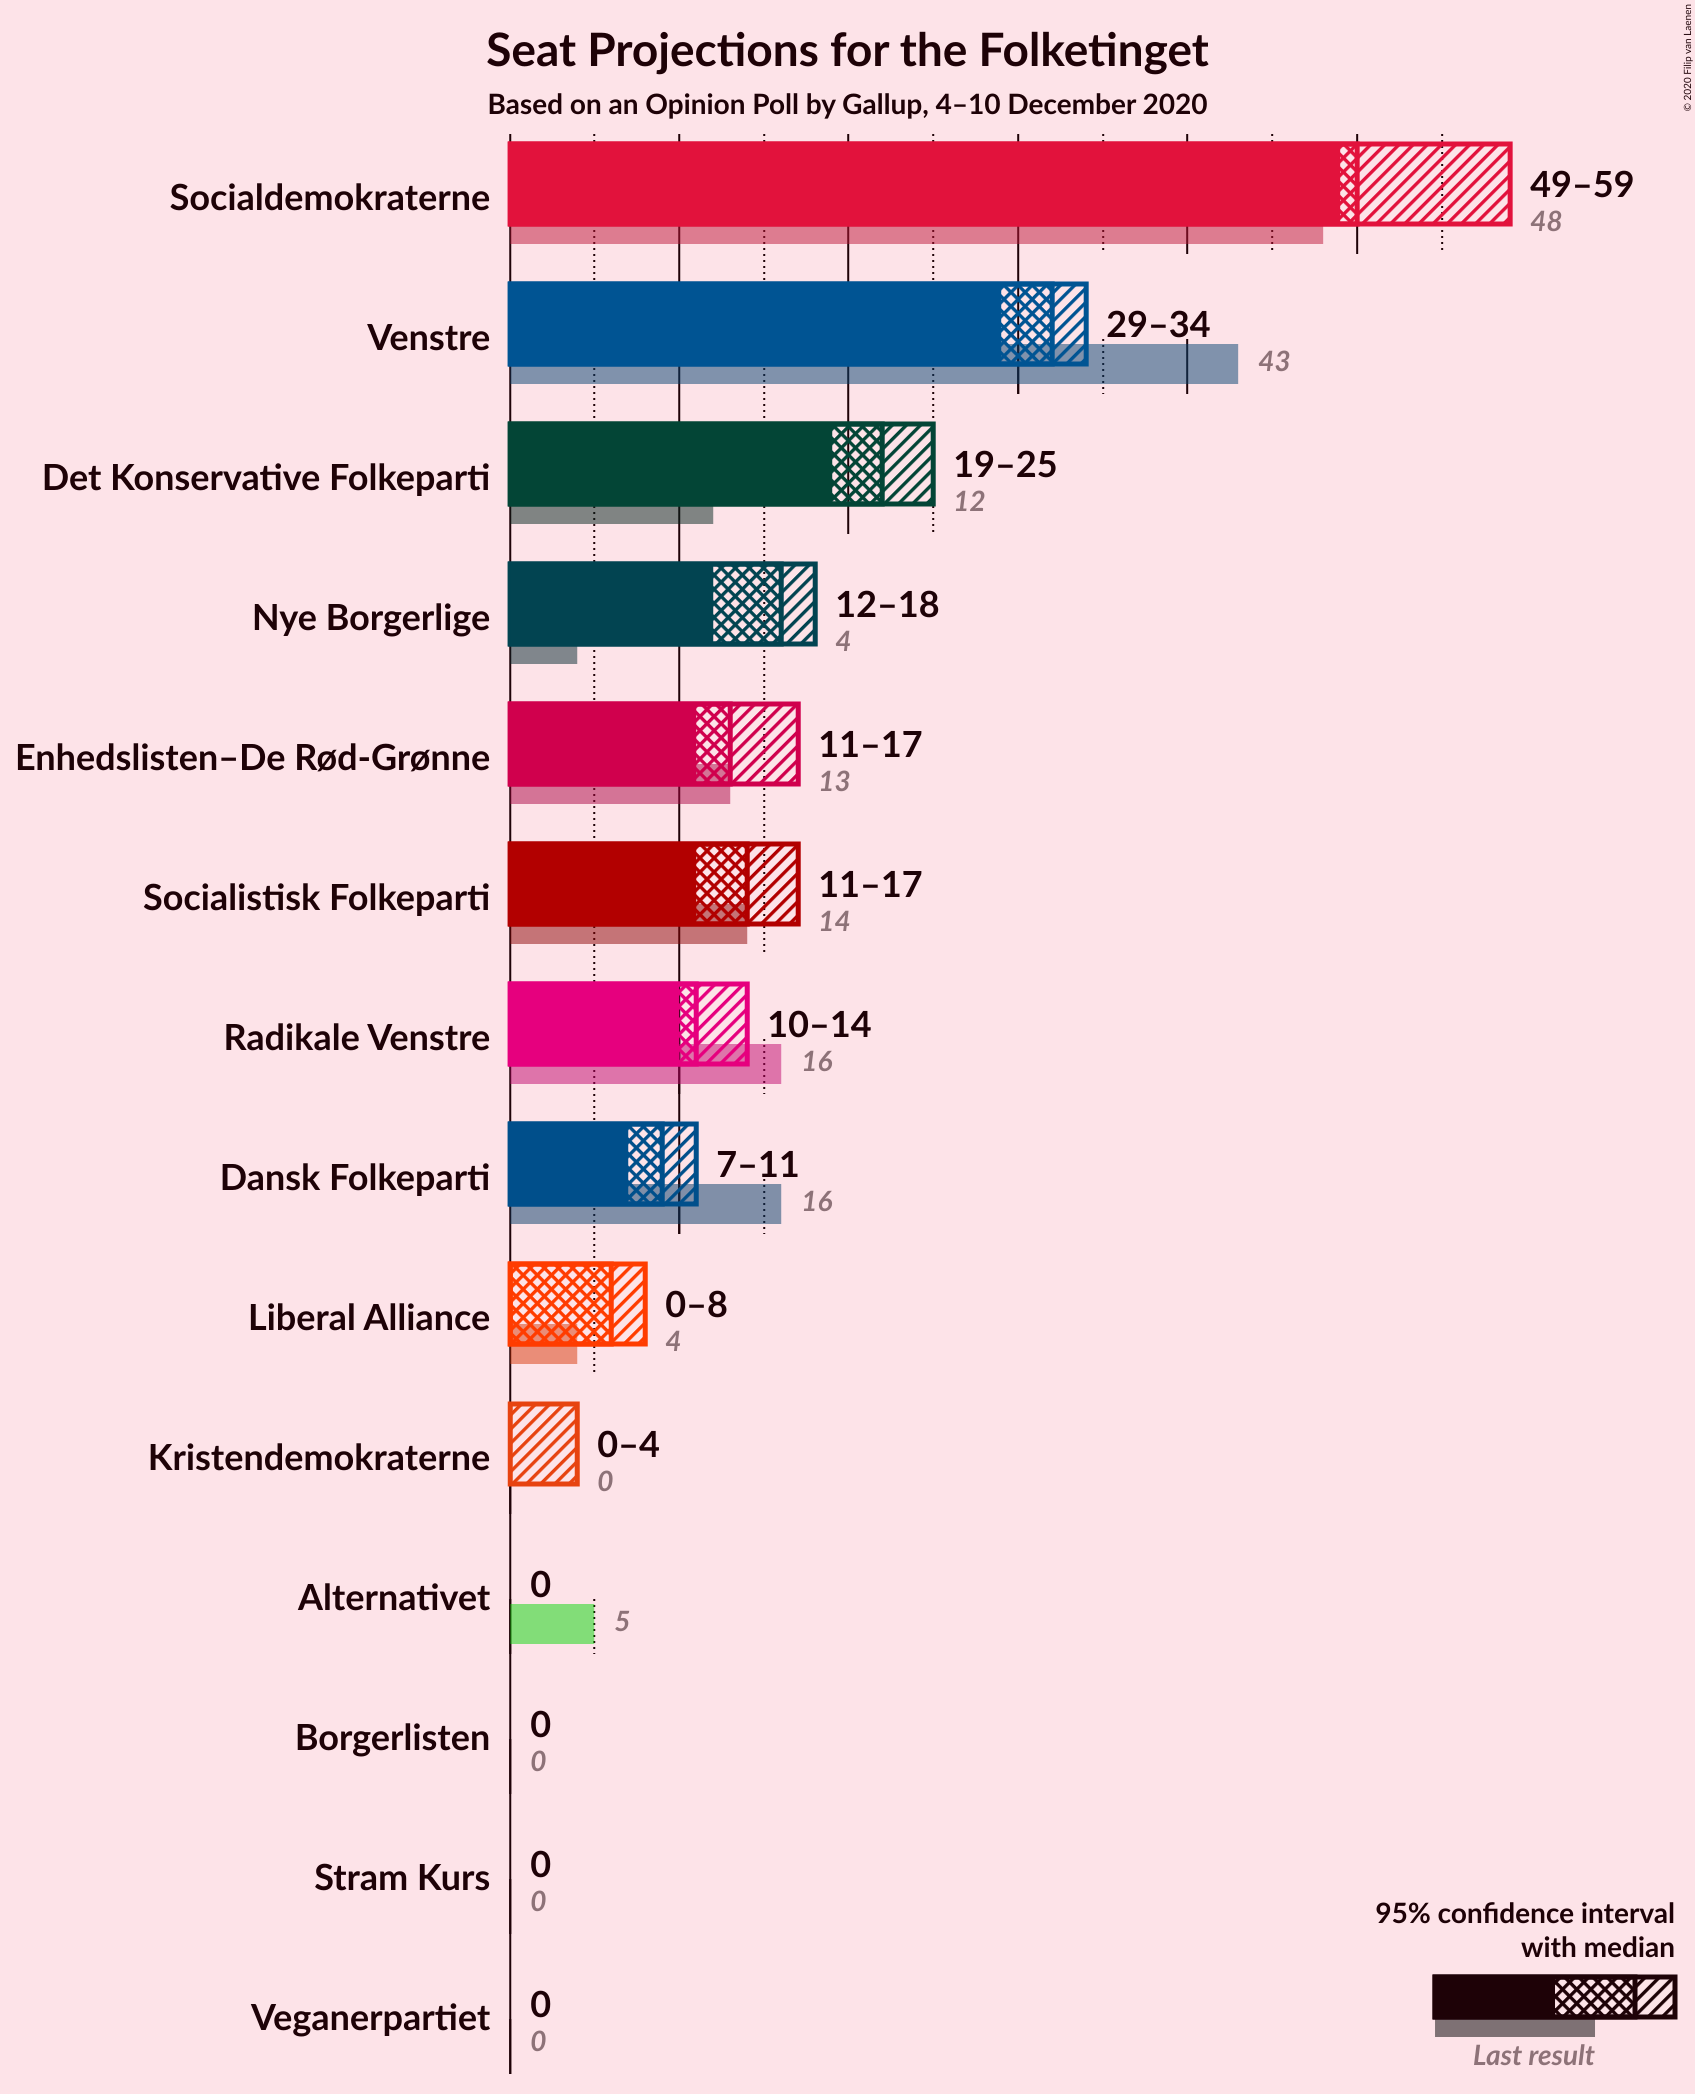 Seat Projections for the Folketinget
Based on an Opinion Poll by Gallup, 4–10 December 2020
© 2020 Filip van Laenen
Socialdemokraterne
49–59
48
Venstre
29–34
43
Det Konservative Folkeparti
19–25
12
Nye Borgerlige
12–18
4
Enhedslisten–De Rød-Grønne
11–17
13
Socialistisk Folkeparti
11–17
14
Radikale Venstre
10–14
16
Dansk Folkeparti
7–11
16
Liberal Alliance
0–8
4
Kristendemokraterne
0–4
0
Alternativet
0
5
Borgerlisten
0
0
Stram Kurs
0
0
Veganerpartiet
0
0
95% confidence interval
with median
Last result